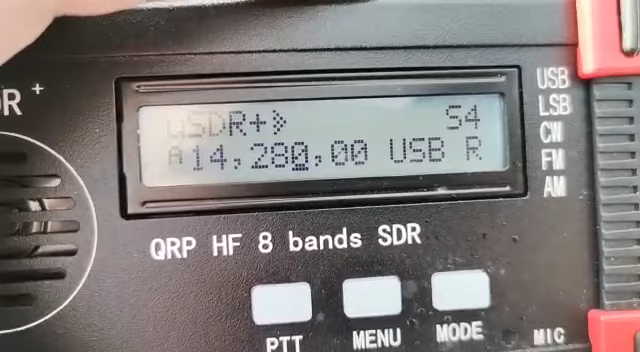 DR+
uSDR+> S4
A14,280,00 USB R
USB
LSB
CW
FM
AM
QRP HF 8 bands SDR
PTT MENU MODE MIC